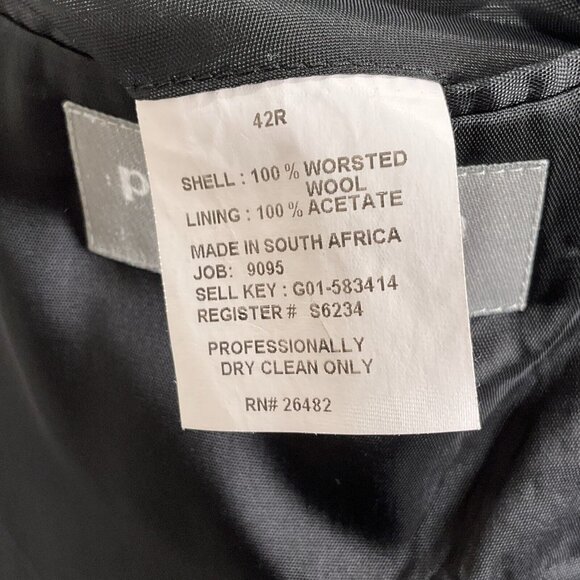 42R
SHELL : 100 % WORSTED
WOOL
LINING : 100 % ACETATE
MADE IN SOUTH AFRICA
JOB: 9095
SELL KEY : G01-583414
REGISTER # S6234
PROFESSIONALLY
DRY CLEAN ONLY
RN# 26482